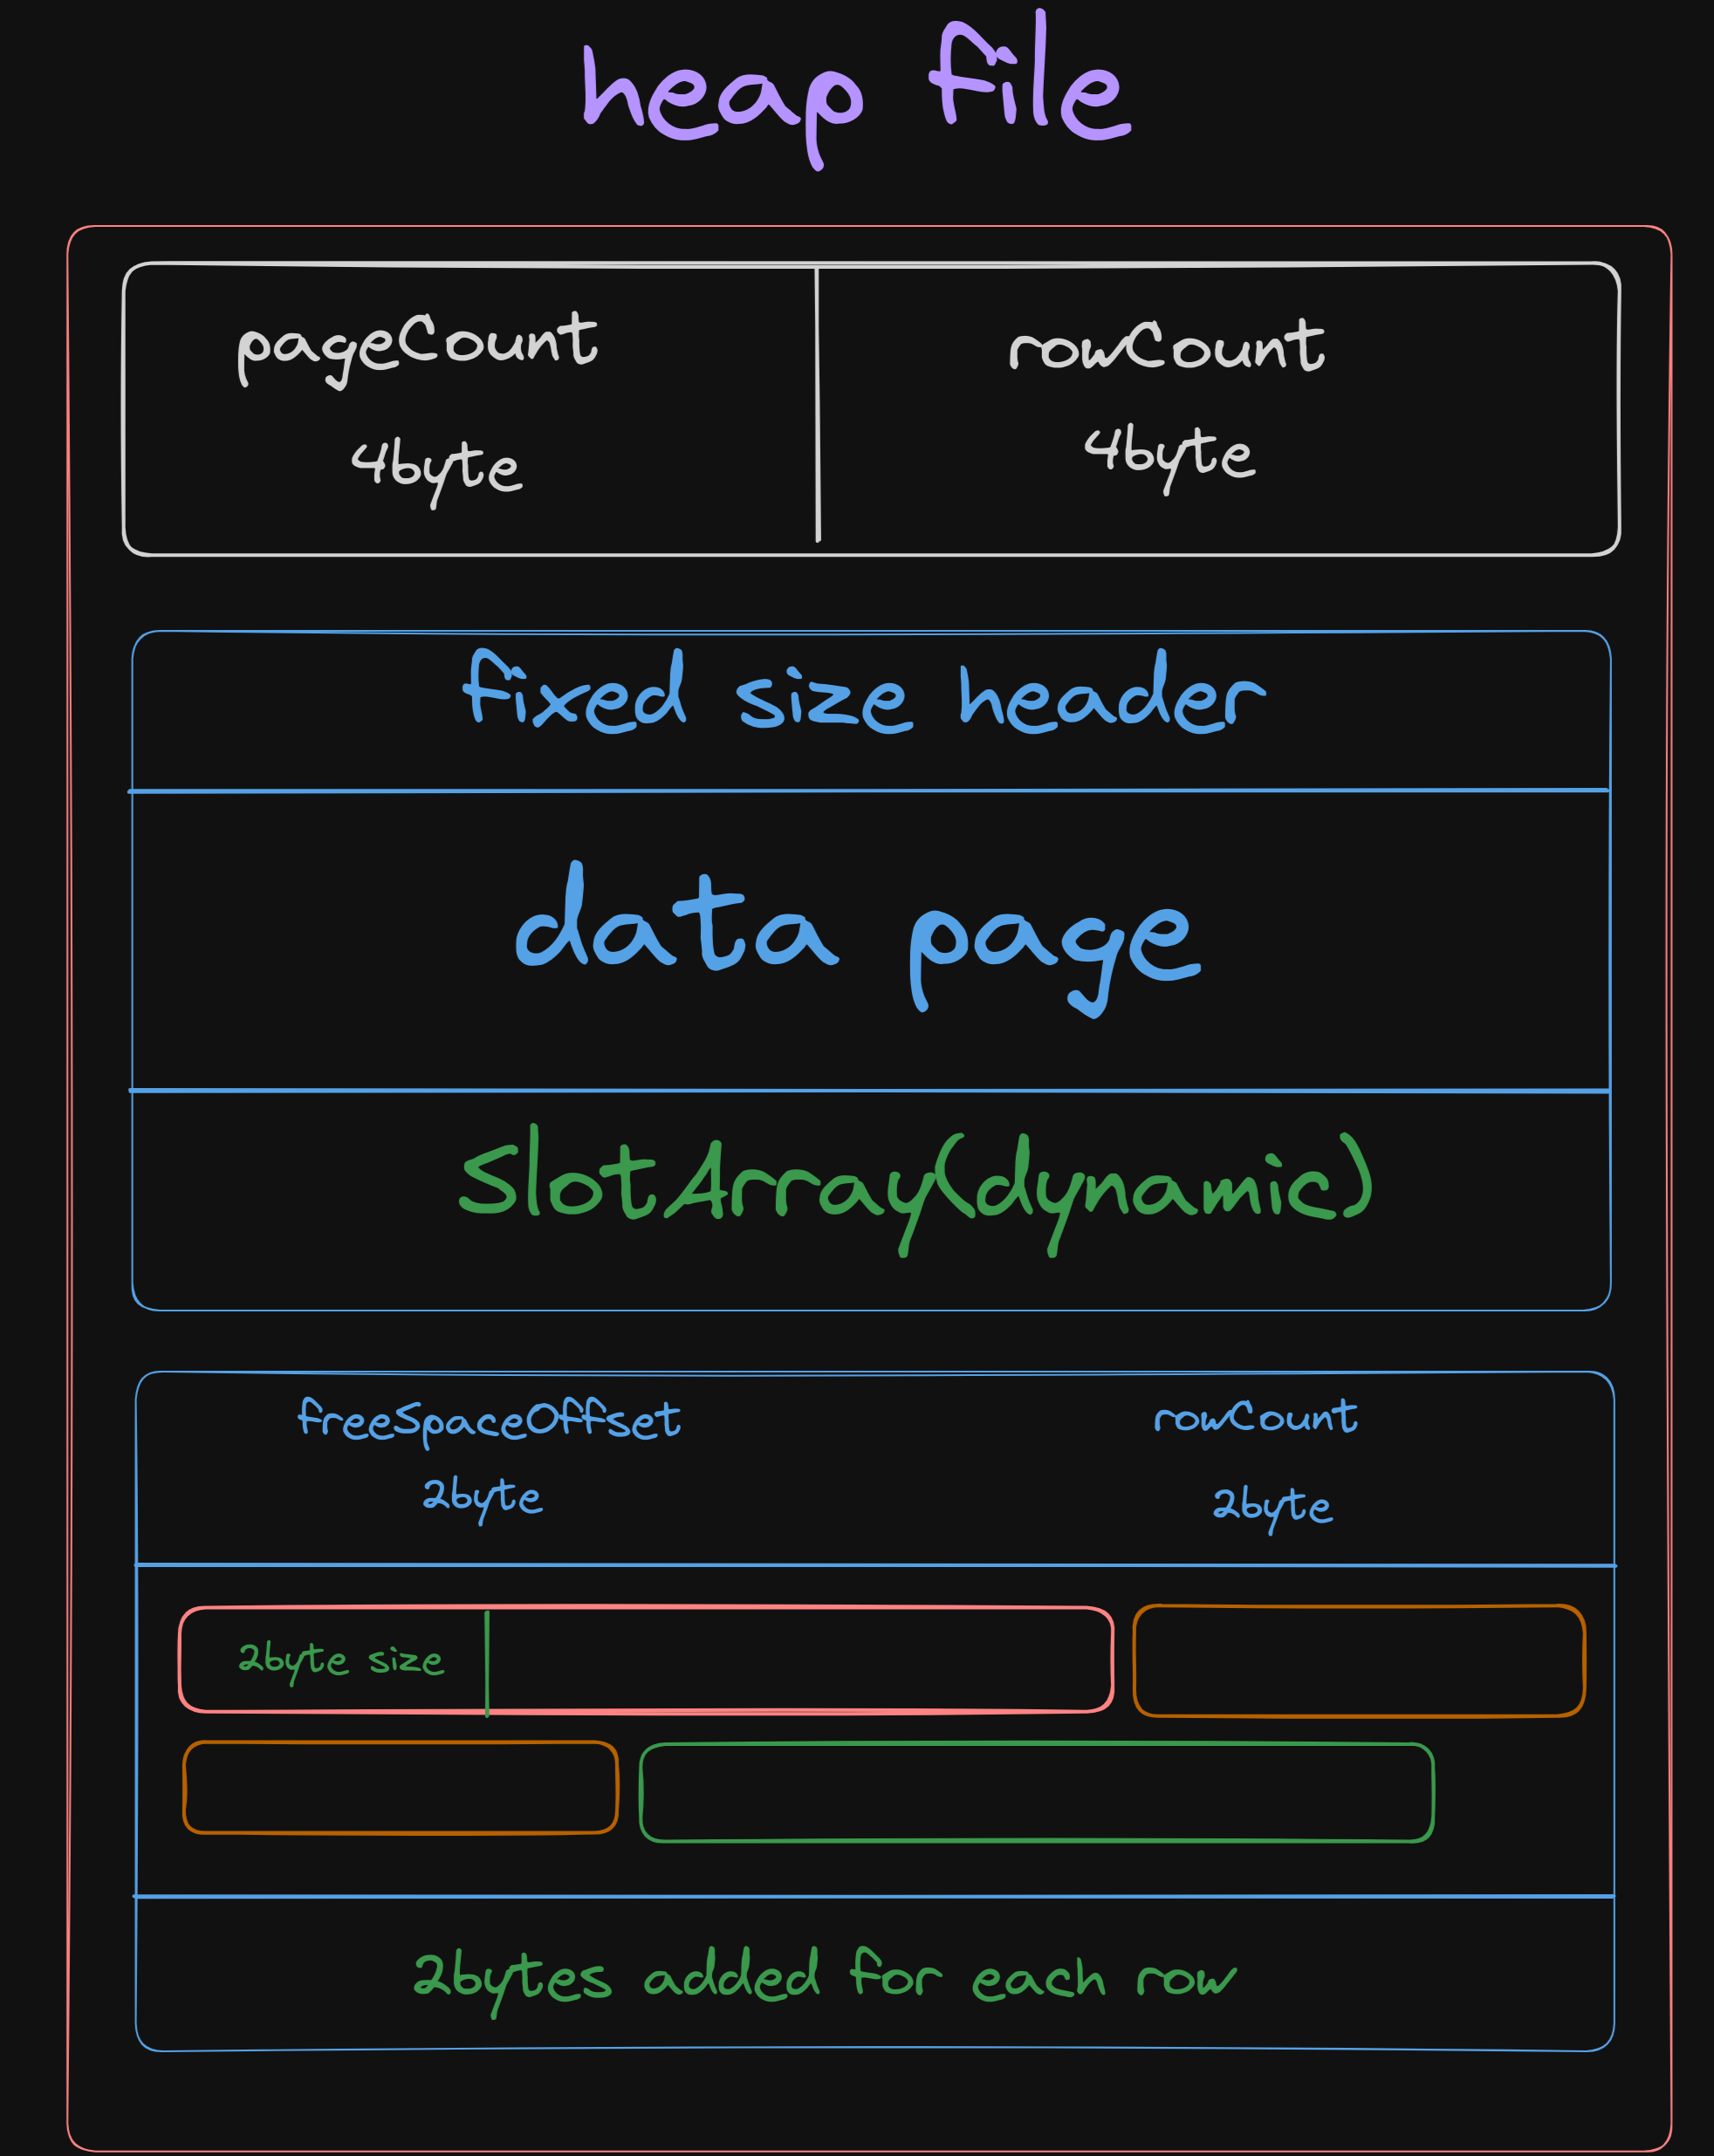 heap file
pageCount
rowCount
4byte
4byte
fixed size header
data page
SlotArray(dynamic)
freeSpaceOffset
rowCount
2byte
2byte
2byte size
2bytes added for each row